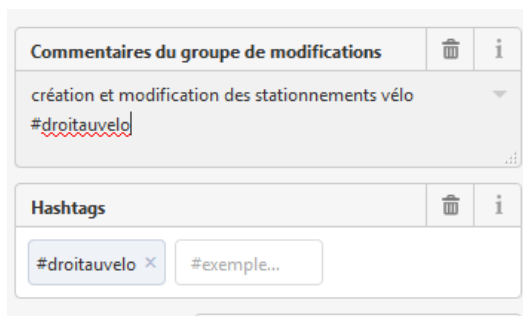 Commentaires du groupe de modifications
création et modification des stationnements vélo
#droitauvelo
Hashtags
#droitauvelo ×
#exemple...